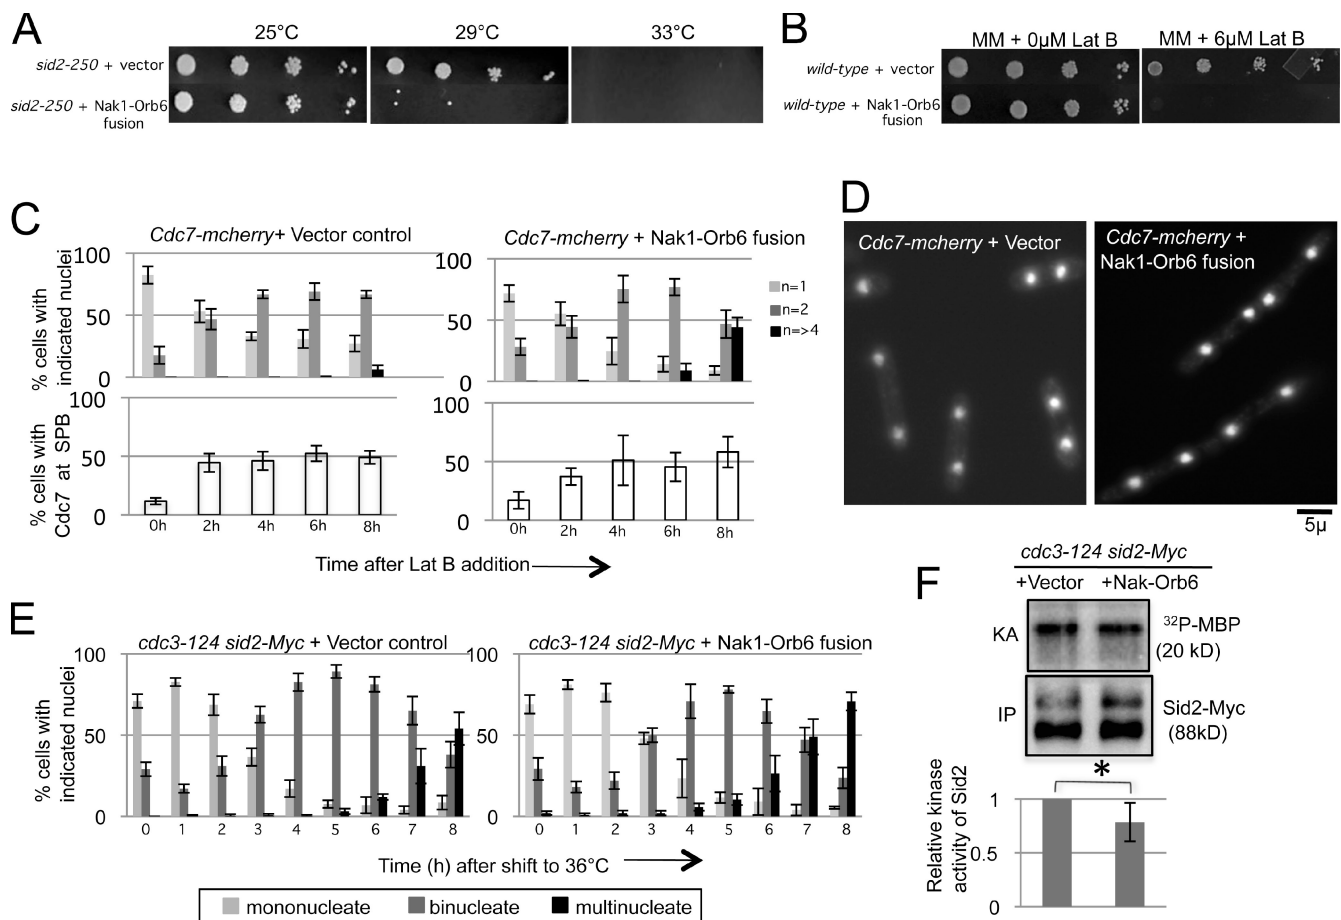 A
25°C
29°C
33°C
sid2-250 + vector
sid2-250 + Nak1-Orb6
fusion
B
MM + 0µM Lat B
MM + 6µM Lat B
wild-type + vector
wild-type + Nak1-Orb6
fusion
C
Cdc7-mcherry+ Vector control
Cdc7-mcherry + Nak1-Orb6 fusion
% cells with
indicated nuclei
100
50
0
100
50
0
n=1
n=2
n=>4
% cells with
Cdc7 at SPB
100
50
0
100
50
0
0h 2h 4h 6h 8h
0h 2h 4h 6h 8h
Time after Lat B addition
D
Cdc7-mcherry + Vector
Cdc7-mcherry +
Nak1-Orb6 fusion
5µ
E
cdc3-124 sid2-Myc + Vector control
cdc3-124 sid2-Myc + Nak1-Orb6 fusion
% cells with
indicated nuclei
100
50
0
100
50
0
0 1 2 3 4 5 6 7 8
0 1 2 3 4 5 6 7 8
Time (h) after shift to 36°C
mononucleate binucleate multinucleate
F
cdc3-124 sid2-Myc
+Vector +Nak-Orb6
KA
32P-MBP
(20 kD)
IP
Sid2-Myc
(88kD)
*
Relative kinase
activity of Sid2
1
0.5
0